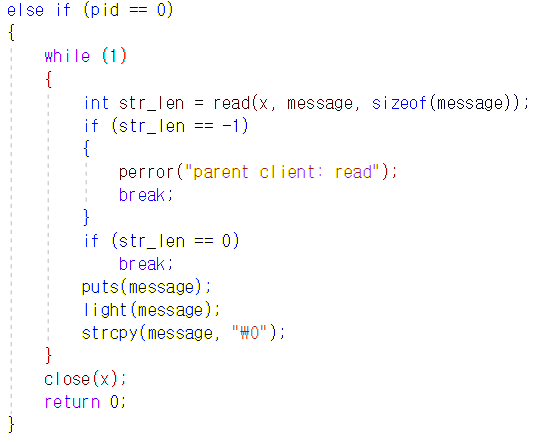 else if (pid == 0)
{
    while (1)
    {
        int str_len = read(x, message, sizeof(message));
        if (str_len == -1)
        {
            perror("parent client: read");
            break;
        }
        if (str_len == 0)
            break;
        puts(message);
        light(message);
        strcpy(message, "₩0");
    }
    close(x);
    return 0;
}